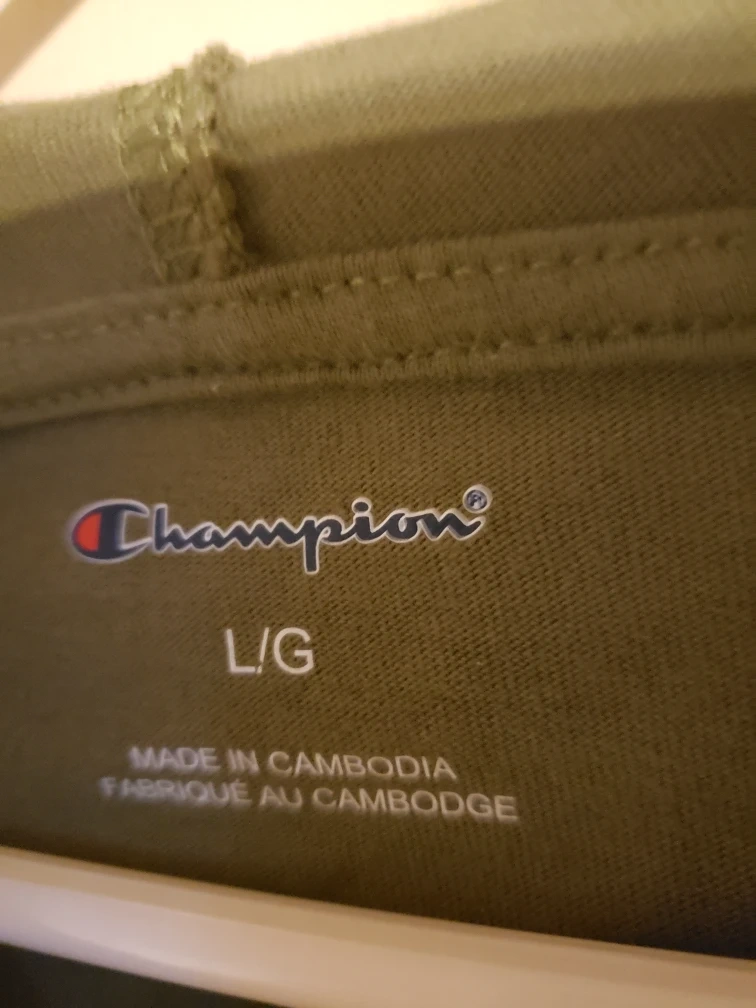 Champion®
L/G
MADE IN CAMBODIA
FABRIQUÉ AU CAMBODGE